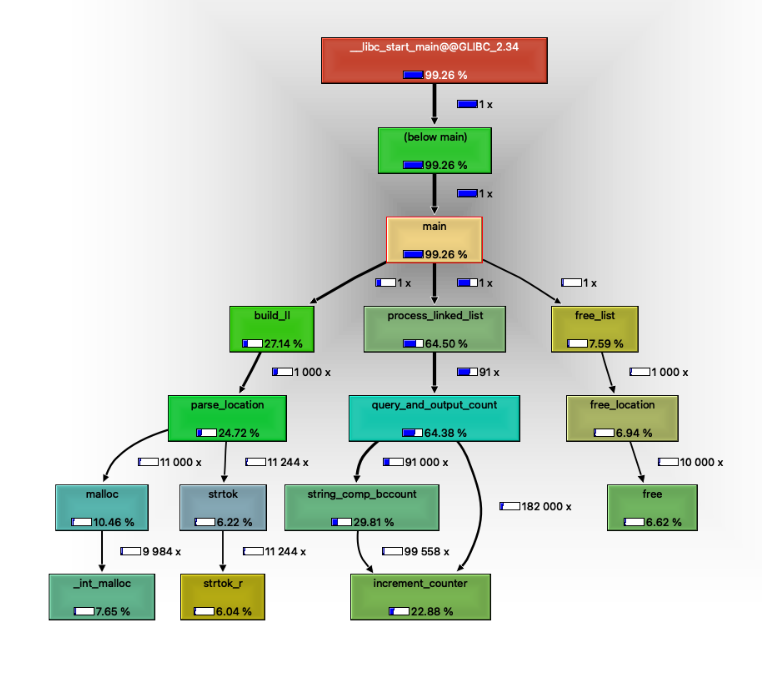 __libc_start_main@@GLIBC_2.34
99.26 %
1 x
(below main)
99.26 %
1 x
main
99.26 %
1 x
1 x
1 x
build_ll
27.14 %
process_linked_list
64.50 %
free_list
7.59 %
1 000 x
91 x
1 000 x
parse_location
24.72 %
query_and_output_count
64.38 %
free_location
6.94 %
11 000 x
11 244 x
91 000 x
182 000 x
10 000 x
malloc
10.46 %
strtok
6.22 %
string_comp_bccount
29.81 %
free
6.62 %
9 984 x
11 244 x
99 558 x
_int_malloc
7.65 %
strtok_r
6.04 %
increment_counter
22.88 %